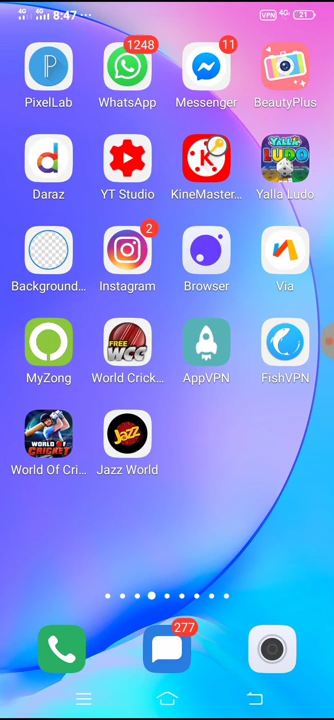 4G 4G 8:47 ... VPN 4G 21
1248 11
PixelLab WhatsApp Messenger BeautyPlus
YALLA
LUDO
Daraz YT Studio KineMaster... Yalla Ludo
2
Background... Instagram Browser Via
FREE
WCC
MyZong World Crick... AppVPN FishVPN
WORLD OF
CRICKET
Jazz
World Of Cri... Jazz World
277